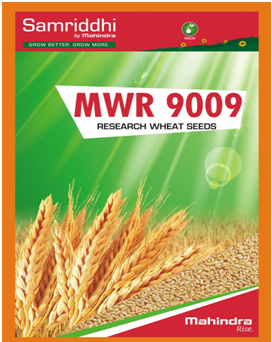 Samriddhi
by Mahindra
GROW BETTER. GROW MORE.
MWR 9009
RESEARCH WHEAT SEEDS
Mahindra
Rise.